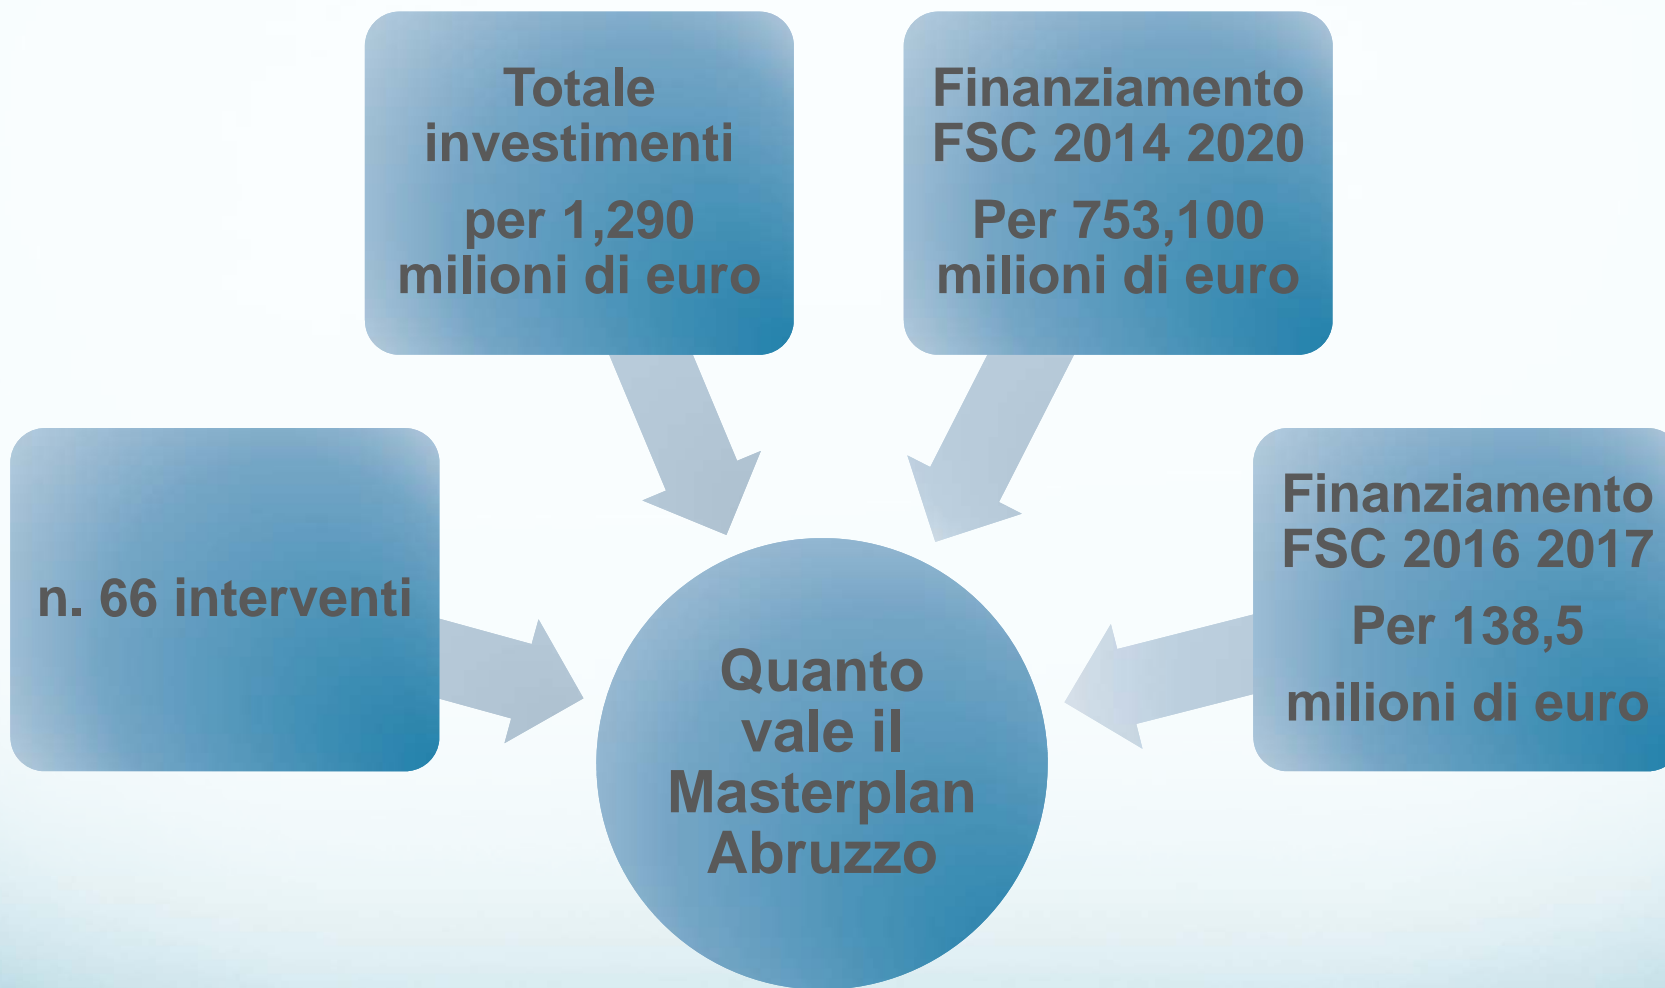 Totale
investimenti
per 1,290
milioni di euro
Finanziamento
FSC 2014 2020
Per 753,100
milioni di euro
n. 66 interventi
Finanziamento
FSC 2016 2017
Per 138,5
milioni di euro
Quanto
vale il
Masterplan
Abruzzo